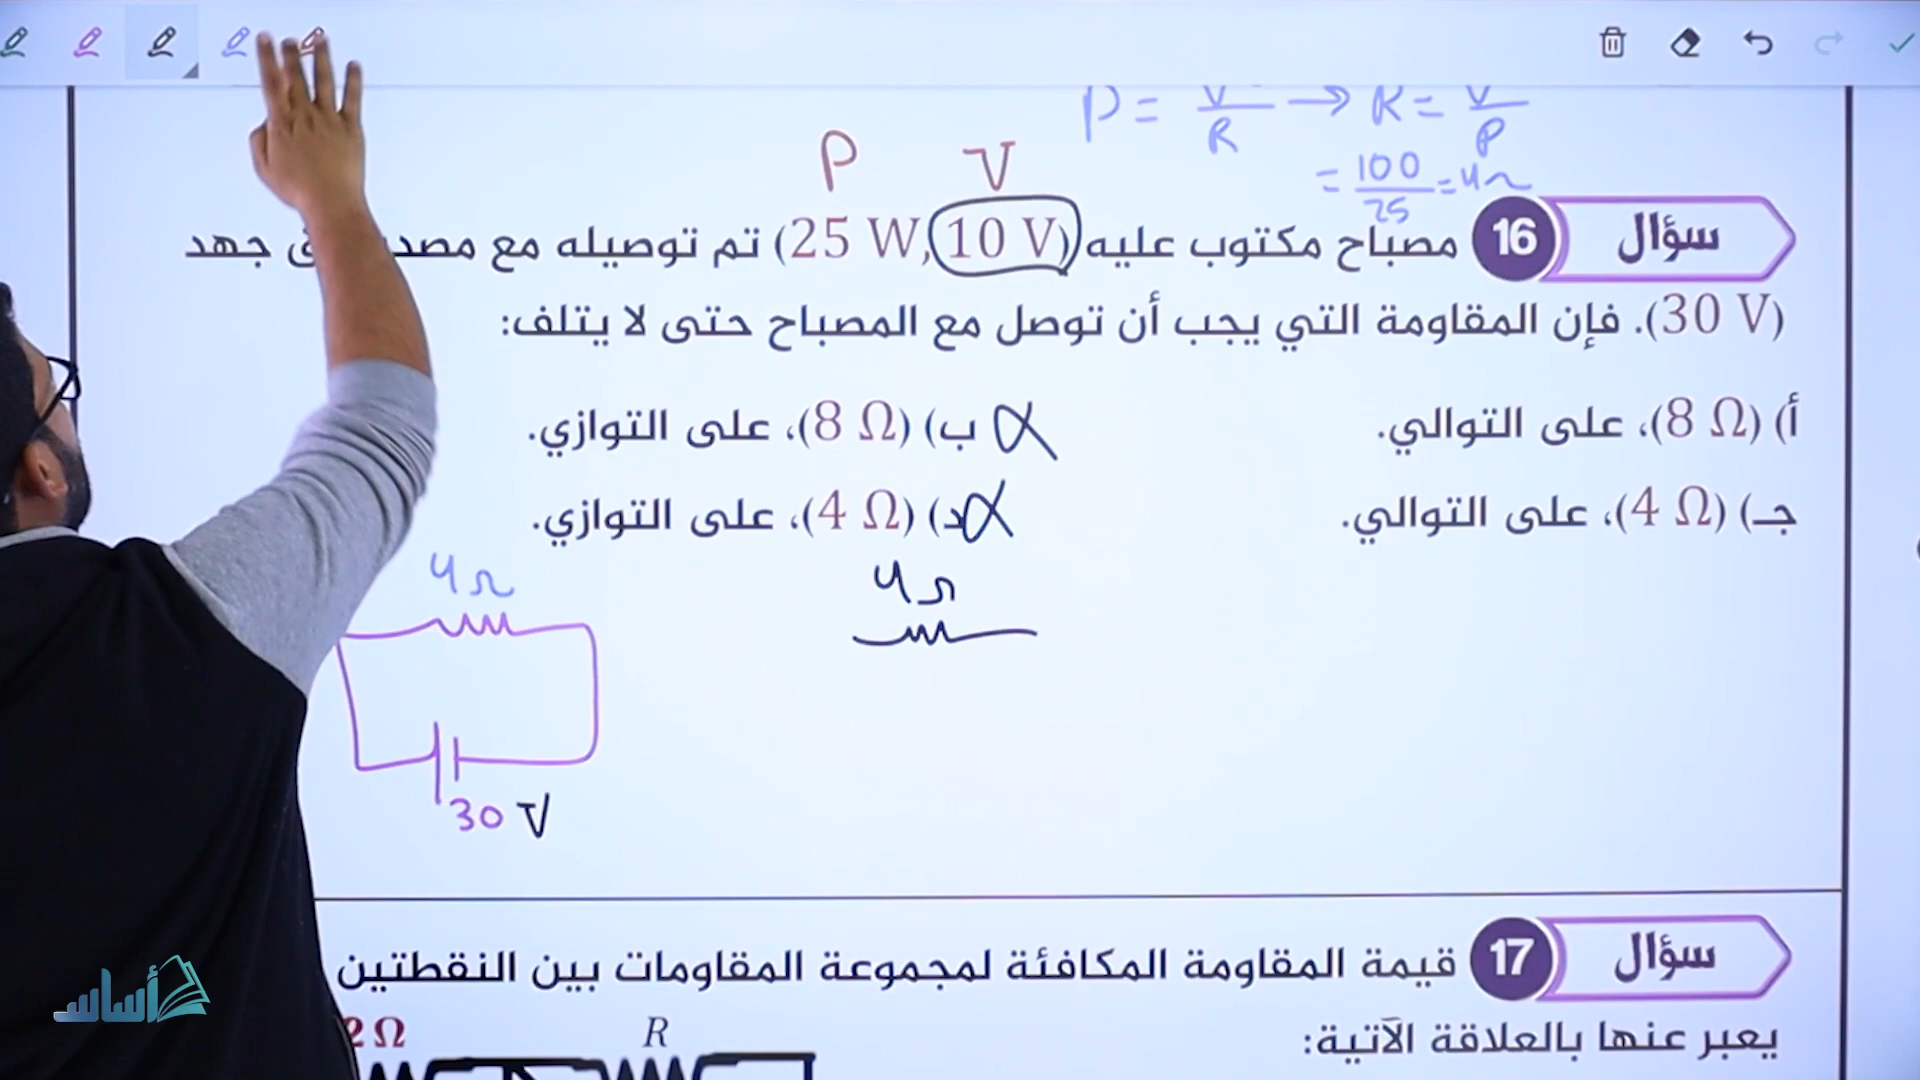 P = V / R → R = V / P
= 100 / 25 = 4Ω
P V
سؤال 16 مصباح مكتوب عليه (25 W, 10 V) تم توصيله مع مصدر جهد
(30 V). فإن المقاومة التي يجب أن توصل مع المصباح حتى لا يتلف:
أ) (8 Ω)، على التوالي. ب) (8 Ω)، على التوازي.
جـ) (4 Ω)، على التوالي. د) (4 Ω)، على التوازي.
4Ω
4Ω
30 V
سؤال 17 قيمة المقاومة المكافئة لمجموعة المقاومات بين النقطتين
يعبر عنها بالعلاقة الآتية:
2 Ω R
أساس